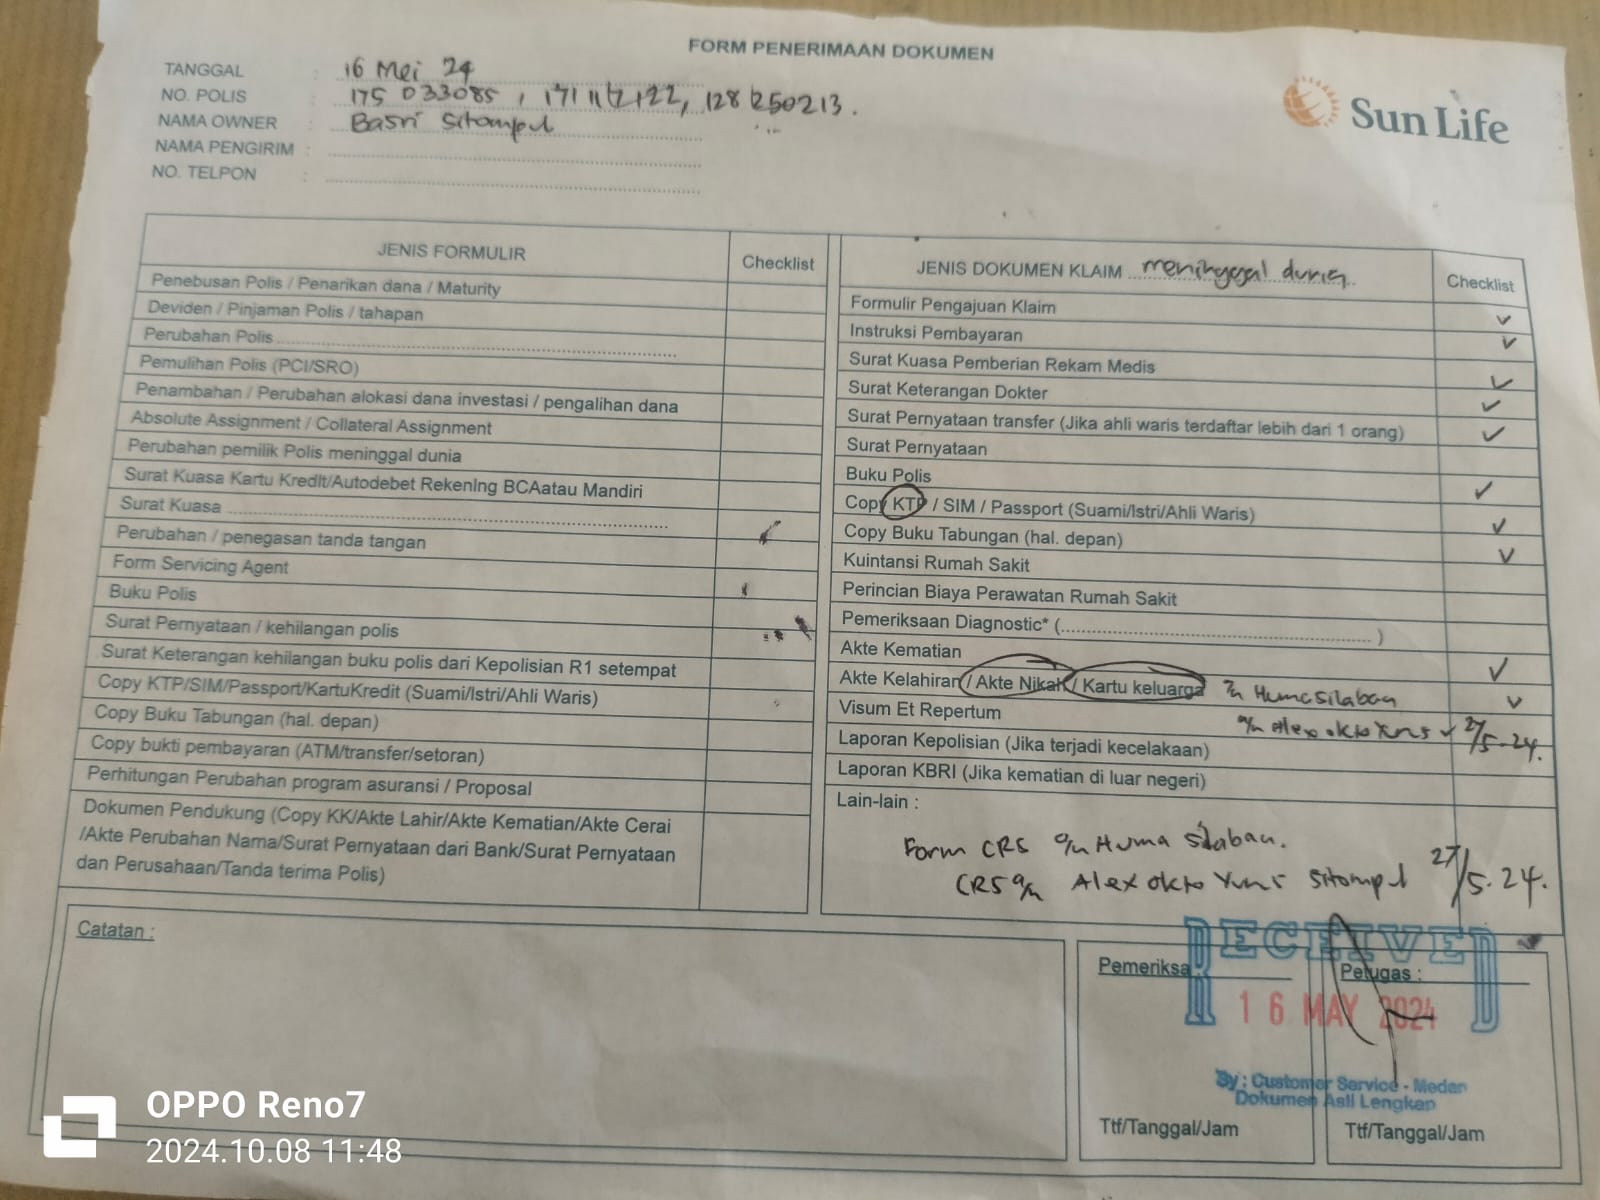 FORM PENERIMAAN DOKUMEN
TANGGAL : 16 Mei 24
NO. POLIS : 175 033085, 128 250213.
NAMA OWNER : Basri Sitompul
NAMA PENGIRIM :
NO. TELPON :
Sun Life
JENIS FORMULIR Checklist
Penebusan Polis / Penarikan dana / Maturity
Deviden / Pinjaman Polis / tahapan
Perubahan Polis
Pemulihan Polis (PCI/SRO)
Penambahan / Perubahan alokasi dana investasi / pengalihan dana
Absolute Assignment / Collateral Assignment
Perubahan pemilik Polis meninggal dunia
Surat Kuasa Kartu Kredit/Autodebet Rekening BCAatau Mandiri
Surat Kuasa
Perubahan / penegasan tanda tangan
Form Servicing Agent
Buku Polis
Surat Pernyataan / kehilangan polis
Surat Keterangan kehilangan buku polis dari Kepolisian R1 setempat
Copy KTP/SIM/Passport/KartuKredit (Suami/Istri/Ahli Waris)
Copy Buku Tabungan (hal. depan)
Copy bukti pembayaran (ATM/transfer/setoran)
Perhitungan Perubahan program asuransi / Proposal
Dokumen Pendukung (Copy KK/Akte Lahir/Akte Kematian/Akte Cerai
/Akte Perubahan Nama/Surat Pernyataan dari Bank/Surat Pernyataan
dan Perusahaan/Tanda terima Polis)
JENIS DOKUMEN KLAIM meninggal dunia Checklist
Formulir Pengajuan Klaim ✓
Instruksi Pembayaran ✓
Surat Kuasa Pemberian Rekam Medis ✓
Surat Keterangan Dokter ✓
Surat Pernyataan transfer (Jika ahli waris terdaftar lebih dari 1 orang) ✓
Surat Pernyataan
Buku Polis ✓
Copy KTP / SIM / Passport (Suami/Istri/Ahli Waris) ✓
Copy Buku Tabungan (hal. depan) ✓
Kuintansi Rumah Sakit
Perincian Biaya Perawatan Rumah Sakit
Pemeriksaan Diagnostic* ( )
Akte Kematian ✓
Akte Kelahiran / Akte Nikah / Kartu keluarga a/n Huma silaban ✓
Visum Et Repertum a/n Alex okto Yuns ✓ 27/5-24.
Laporan Kepolisian (Jika terjadi kecelakaan)
Laporan KBRI (Jika kematian di luar negeri)
Lain-lain :
Form CRS a/n Huma Silaban.
CRS a/n Alex okto Yuns Sitompul 27/5.24.
Catatan :
Pemeriksa :
Petugas :
RECEIVED
16 MAY 2024
By : Customer Service - Medan
Dokumen Asli Lengkap
Ttf/Tanggal/Jam
Ttf/Tanggal/Jam
OPPO Reno7
2024.10.08 11:48